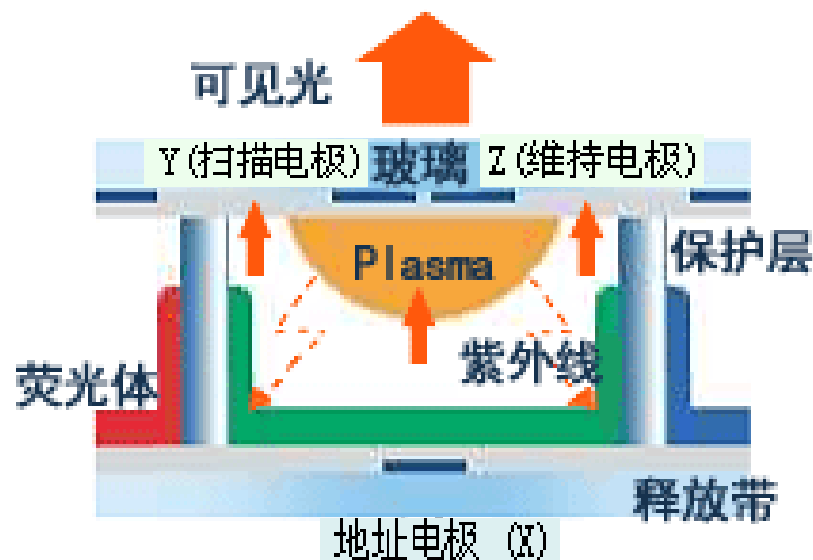 可见光
Y(扫描电极) 玻璃 Z(维持电极)
Plasma
保护层
紫外线
荧光体
释放带
地址电极 (X)